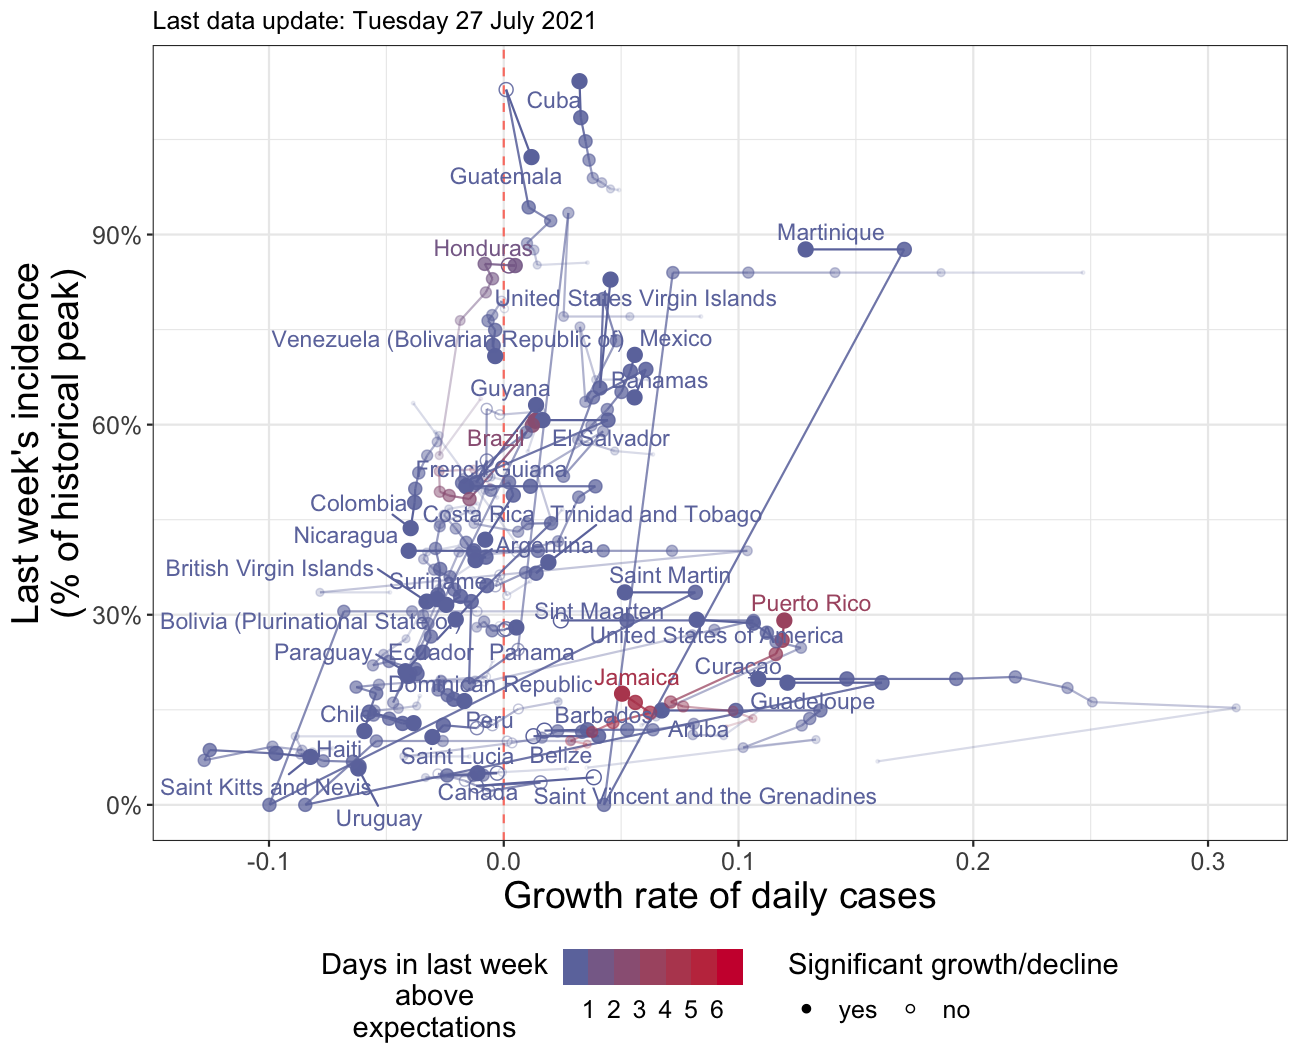 Last data update: Tuesday 27 July 2021
Cuba
Guatemala
Martinique
90%
Honduras
United States Virgin Islands
Venezuela (Bolivarian Republic of)
Mexico
Bahamas
Guyana
60%
Brazil
El Salvador
French Guiana
Colombia
Costa Rica
Trinidad and Tobago
Nicaragua
Argentina
British Virgin Islands
Suriname
Saint Martin
Puerto Rico
30%
Sint Maarten
Bolivia (Plurinational State of)
United States of America
Paraguay
Ecuador
Panama
Curaçao
Jamaica
Dominican Republic
Guadeloupe
Chile
Peru
Barbados
Aruba
Haiti
Saint Lucia
Belize
Saint Kitts and Nevis
Canada
Saint Vincent and the Grenadines
0%
Uruguay
Last week's incidence
(% of historical peak)
-0.1
0.0
0.1
0.2
0.3
Growth rate of daily cases
Days in last week
above
expectations
1 2 3 4 5 6
Significant growth/decline
yes
no